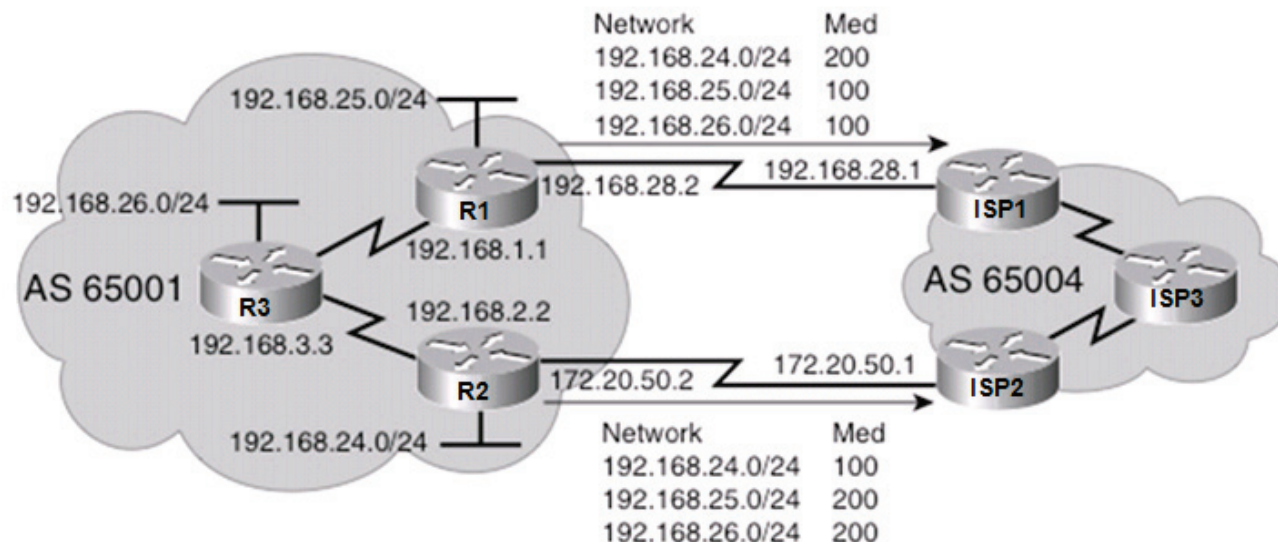 Network Med
192.168.24.0/24 200
192.168.25.0/24 100
192.168.26.0/24 100
192.168.25.0/24
192.168.28.2
192.168.28.1
192.168.26.0/24
R1
ISP1
192.168.1.1
AS 65001
R3
AS 65004
ISP3
192.168.2.2
192.168.3.3
R2
172.20.50.2
172.20.50.1
ISP2
192.168.24.0/24
Network Med
192.168.24.0/24 100
192.168.25.0/24 200
192.168.26.0/24 200